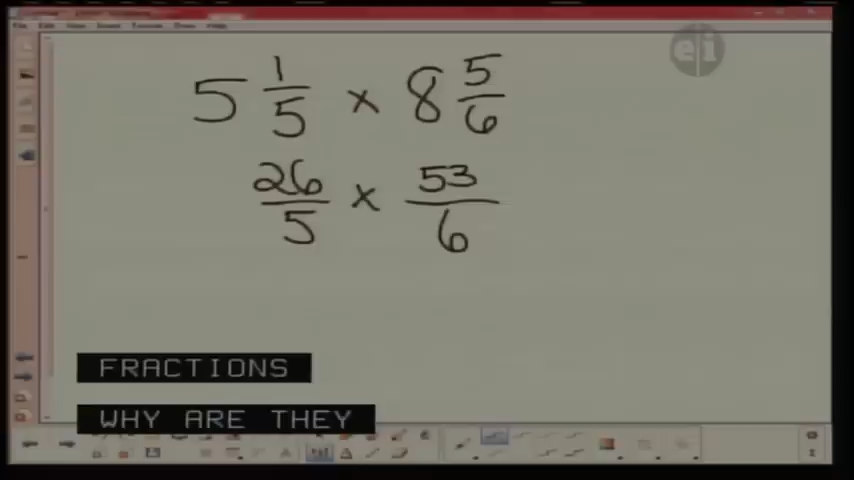 5 1/5 × 8 5/6
26/5 × 53/6
FRACTIONS
WHY ARE THEY
ei